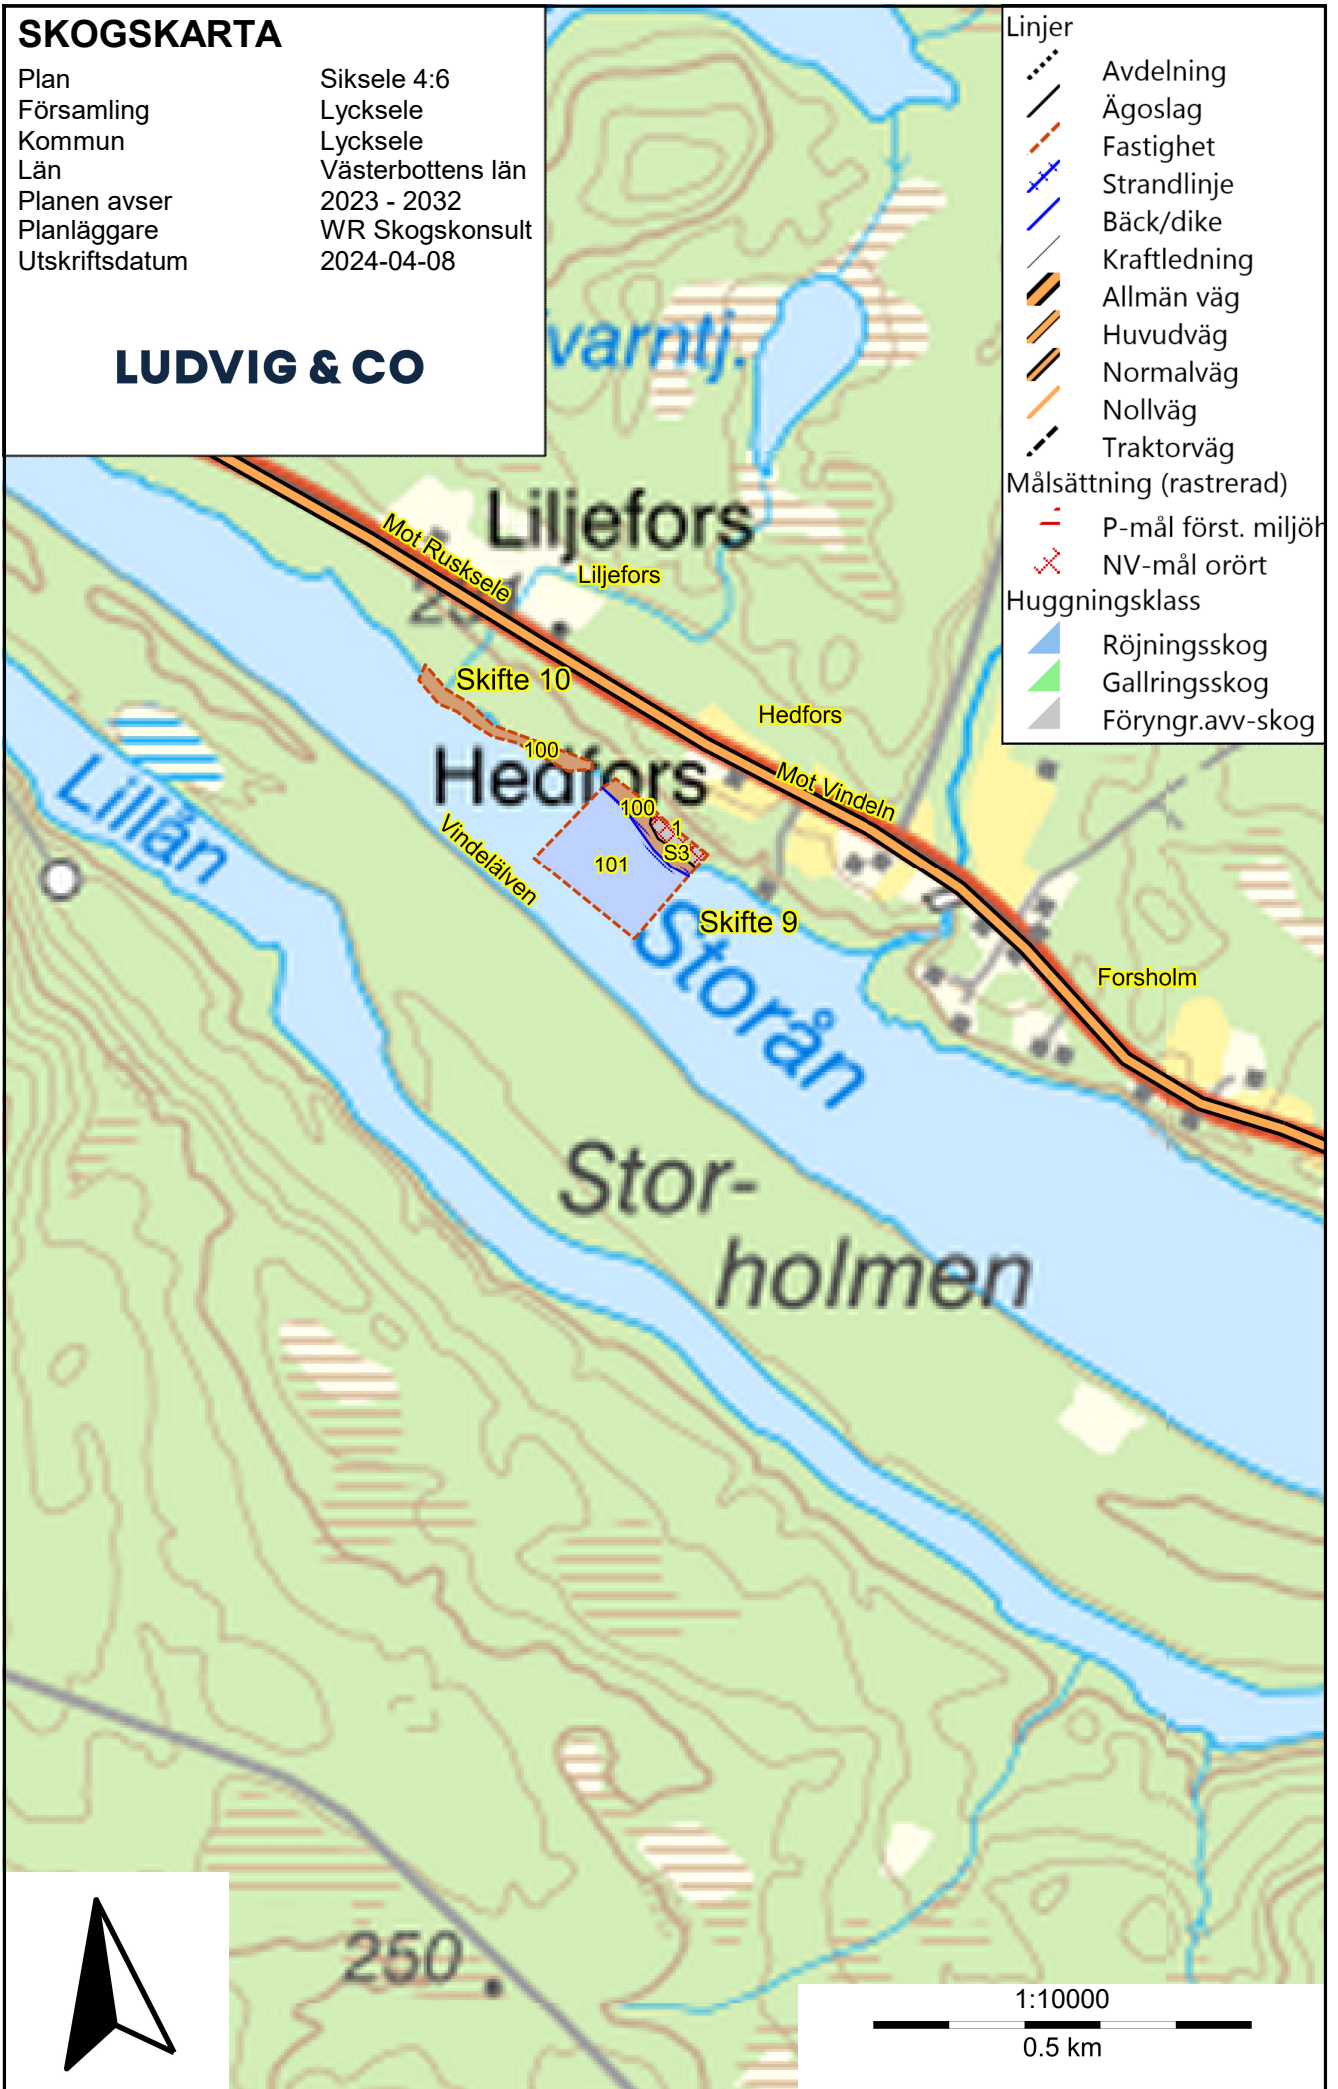 SKOGSKARTA
Plan Siksele 4:6
Församling Lycksele
Kommun Lycksele
Län Västerbottens län
Planen avser 2023 - 2032
Planläggare WR Skogskonsult
Utskriftsdatum 2024-04-08
LUDVIG & CO
Linjer
Avdelning
Ägoslag
Fastighet
Strandlinje
Bäck/dike
Kraftledning
Allmän väg
Huvudväg
Normalväg
Nollväg
Traktorväg
Målsättning (rastrerad)
P-mål först. miljöh
NV-mål orört
Huggningsklass
Röjningsskog
Gallringsskog
Föryngr.avv-skog
varntj.
Liljefors
Mot Rusksele
Liljefors
Skifte 10
Hedfors
100
Hedfors
Mot Vindeln
100
1
S3
101
Lillån
Vindelälven
Skifte 9
Storån
Forsholm
Stor-
holmen
250
1:10000
0.5 km